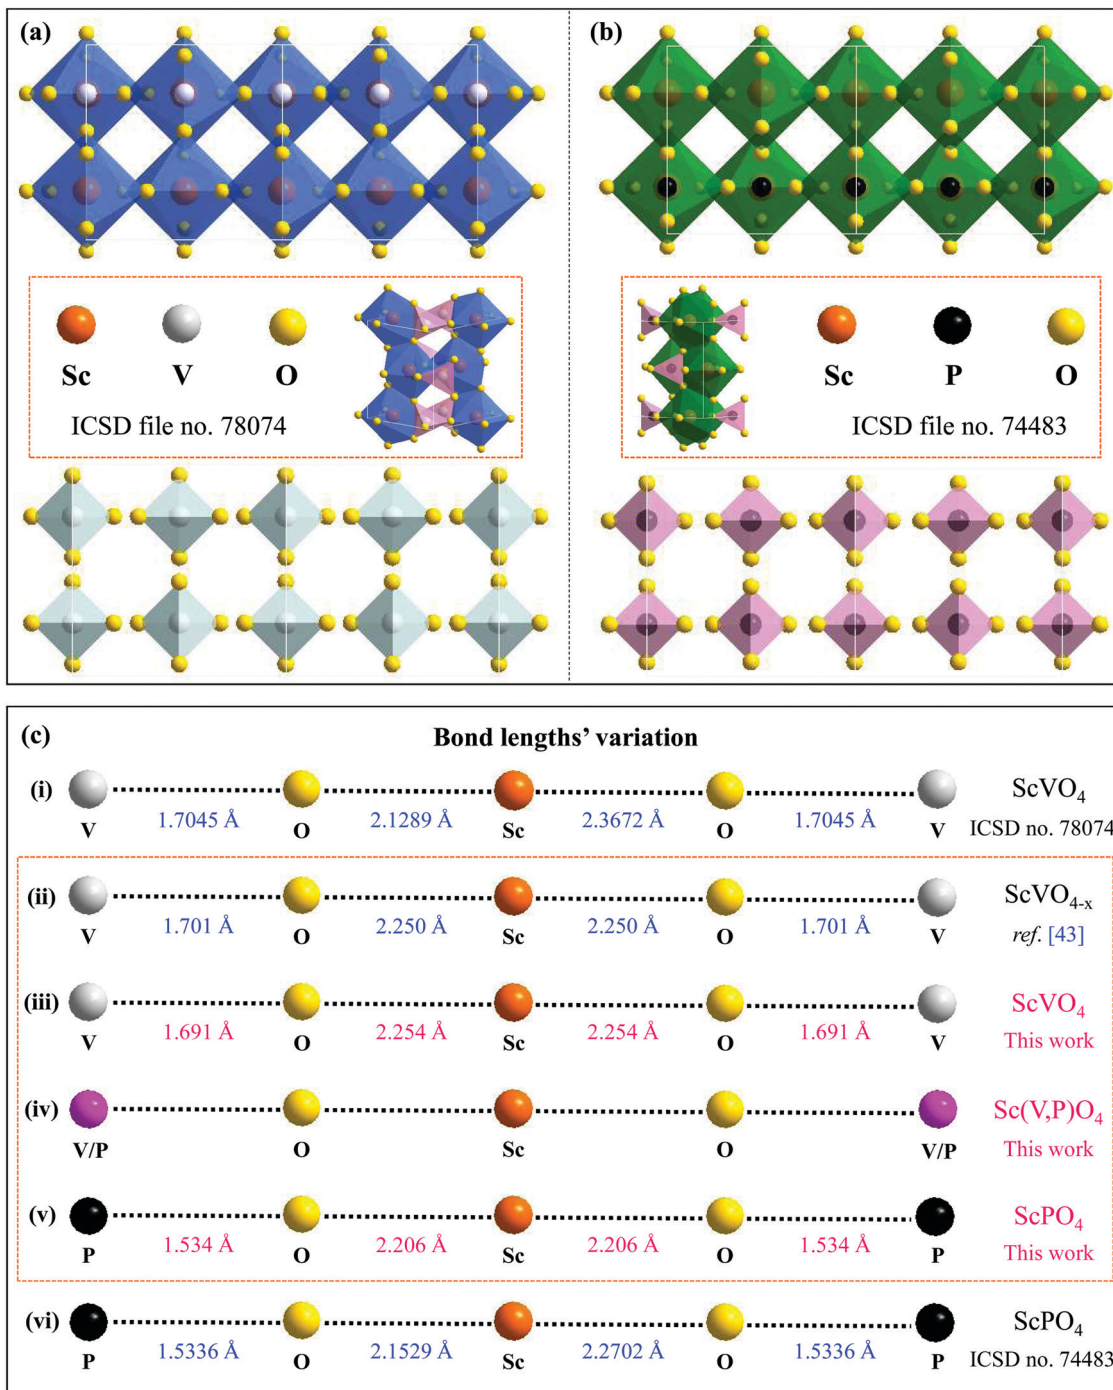 (a)
(b)
Sc V O
ICSD file no. 78074
Sc P O
ICSD file no. 74483
(c)
Bond lengths’ variation
(i)
V 1.7045 Å O 2.1289 Å Sc 2.3672 Å O 1.7045 Å V
ScVO₄
ICSD no. 78074
(ii)
V 1.701 Å O 2.250 Å Sc 2.250 Å O 1.701 Å V
ScVO₄₋ₓ
ref. [43]
(iii)
V 1.691 Å O 2.254 Å Sc 2.254 Å O 1.691 Å V
ScVO₄
This work
(iv)
V/P O Sc O V/P
Sc(V,P)O₄
This work
(v)
P 1.534 Å O 2.206 Å Sc 2.206 Å O 1.534 Å P
ScPO₄
This work
(vi)
P 1.5336 Å O 2.1529 Å Sc 2.2702 Å O 1.5336 Å P
ScPO₄
ICSD no. 74483